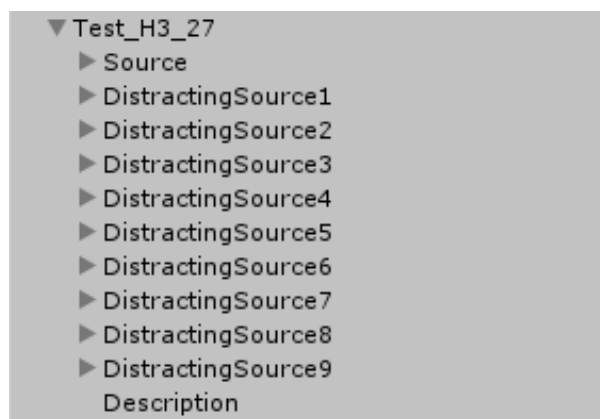 Test_H3_27
Source
DistractingSource1
DistractingSource2
DistractingSource3
DistractingSource4
DistractingSource5
DistractingSource6
DistractingSource7
DistractingSource8
DistractingSource9
Description